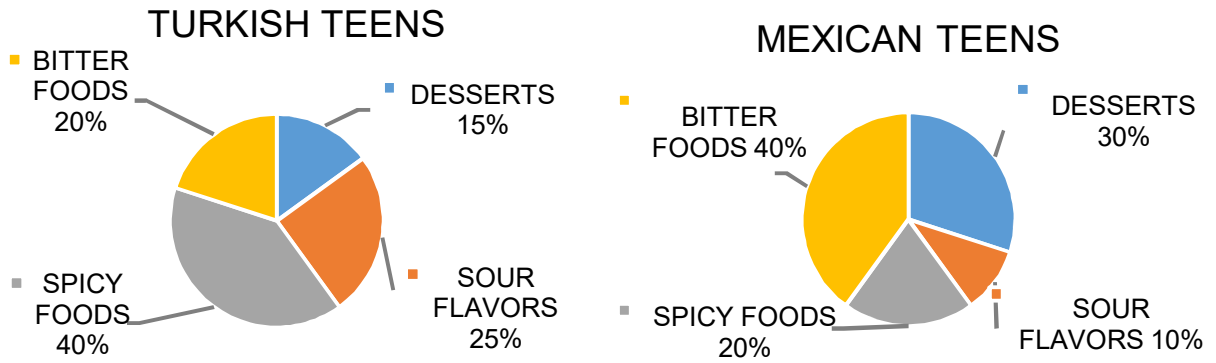 TURKISH TEENS
BITTER
FOODS
20%
DESSERTS
15%
SPICY
FOODS
40%
SOUR
FLAVORS
25%
MEXICAN TEENS
BITTER
FOODS 40%
DESSERTS
30%
SPICY FOODS
20%
SOUR
FLAVORS 10%